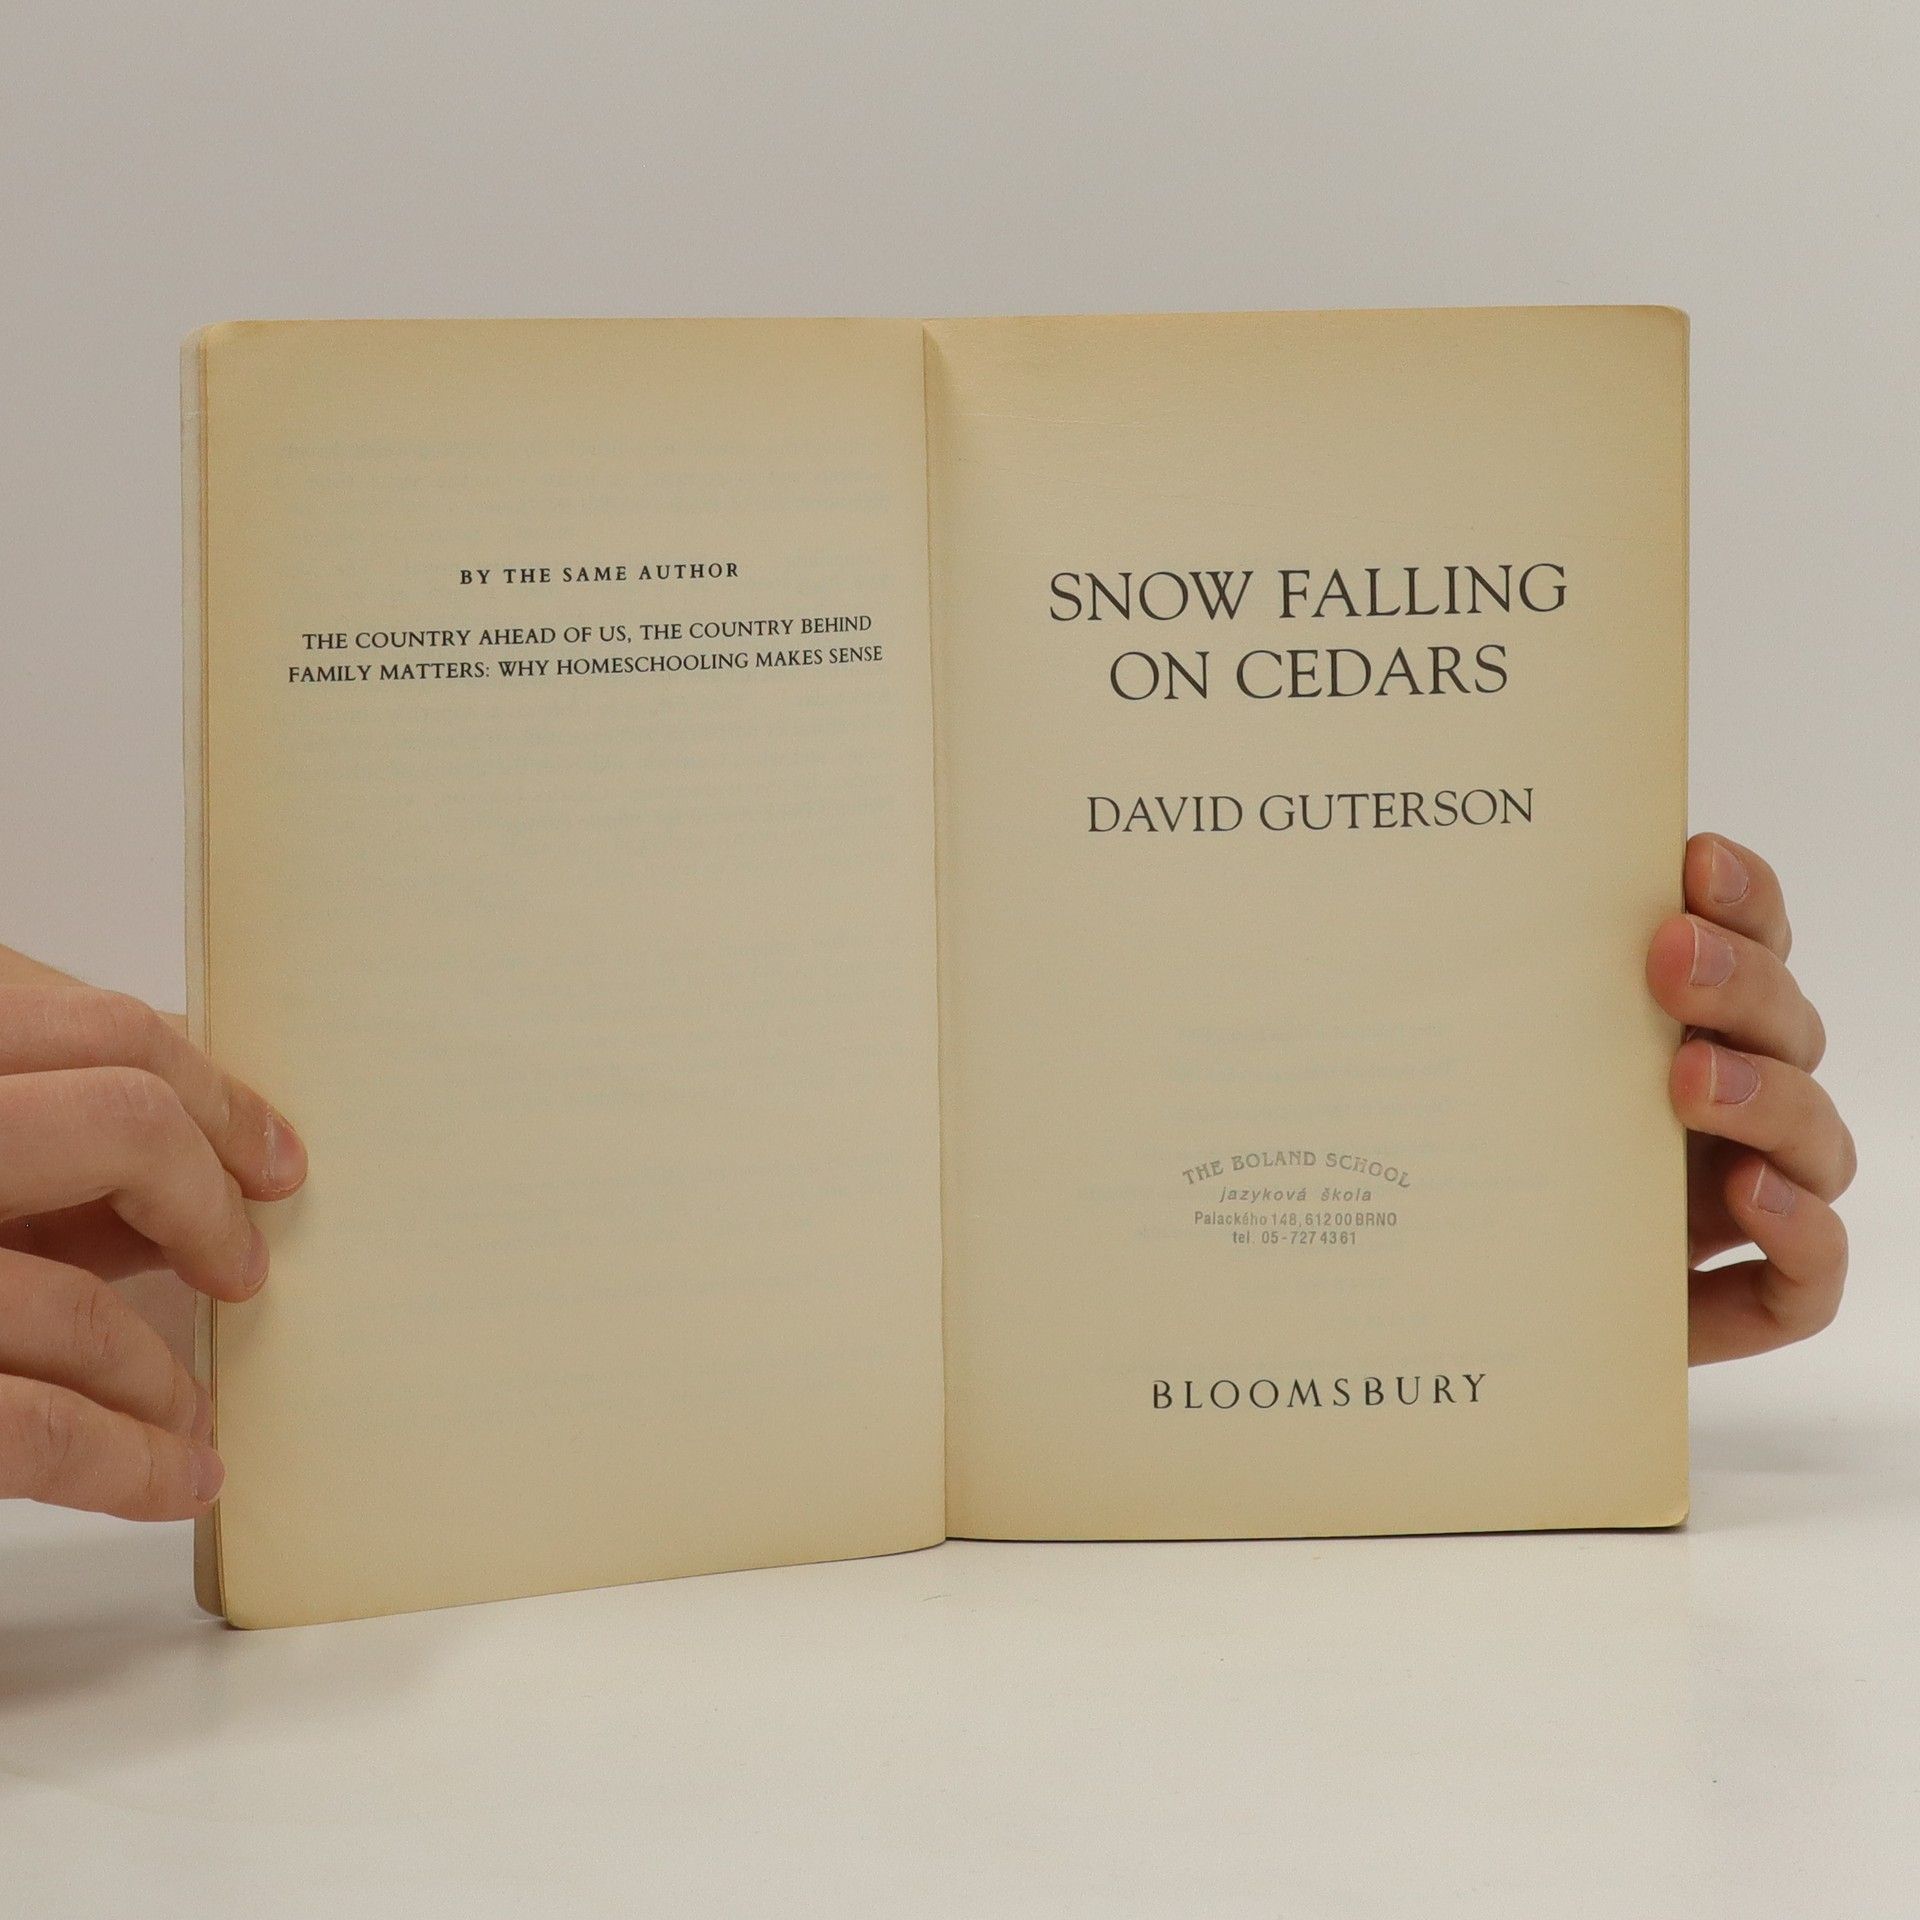 BY THE SAME AUTHOR
THE COUNTRY AHEAD OF US, THE COUNTRY BEHIND
FAMILY MATTERS: WHY HOMESCHOOLING MAKES SENSE
SNOW FALLING
ON CEDARS
DAVID GUTERSON
THE BOLAND SCHOOL
jazyková škola
Palackého 148, 612 00 BRNO
tel. 05-727 43 61
BLOOMSBURY